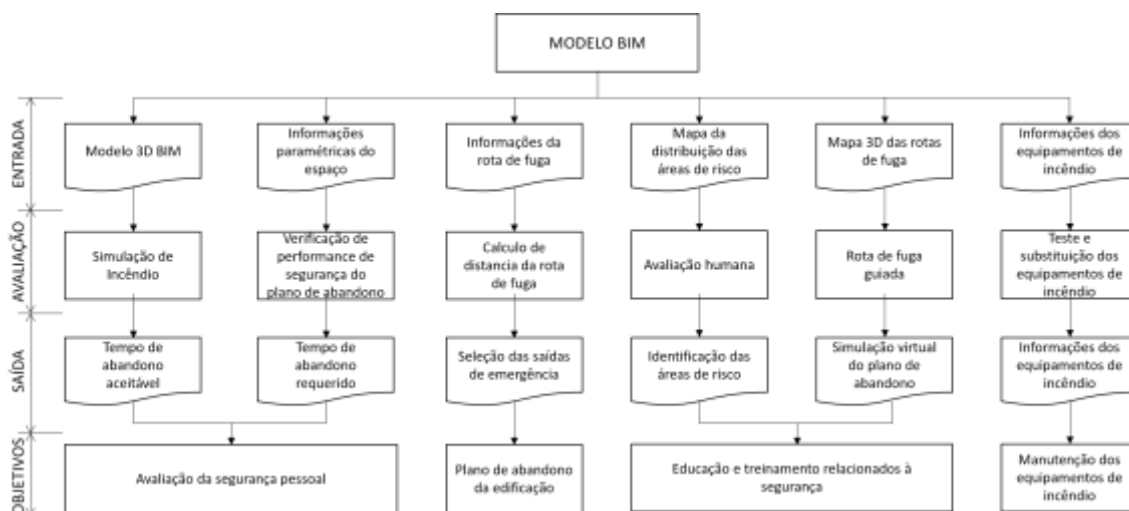 MODELO BIM
ENTRADA
Modelo 3D BIM
Informações
paramétricas do
espaço
Informações da
rota de fuga
Mapa da
distribuição das
áreas de risco
Mapa 3D das rotas
de fuga
Informações dos
equipamentos de
incêndio
AVALIAÇÃO
Simulação de
Incêndio
Verificação de
performance de
segurança do
plano de abandono
Calculo de
distancia da rota
de fuga
Avaliação humana
Rota de fuga
guiada
Teste e
substituição dos
equipamentos de
incêndio
SAÍDA
Tempo de
abandono
aceitável
Tempo de
abandono
requerido
Seleção das saídas
de emergência
Identificação das
áreas de risco
Simulação virtual
do plano de
abandono
Informações dos
equipamentos de
incêndio
OBJETIVOS
Avaliação da segurança pessoal
Plano de abandono
da edificação
Educação e treinamento relacionados à
segurança
Manutenção dos
equipamentos de
incêndio